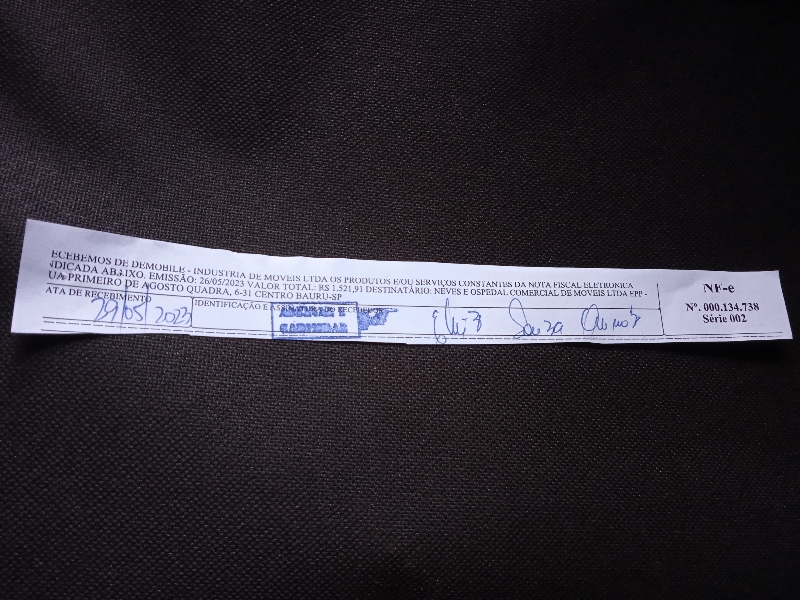 ECEBEMOS DE DEMOBILE - INDUSTRIA DE MOVEIS LTDA OS PRODUTOS E/OU SERVIÇOS CONSTANTES DA NOTA FISCAL ELETRONICA
NDICADA ABAIXO. EMISSÃO: 26/05/2023 VALOR TOTAL: R$ 1.521,91 DESTINATÁRIO: NEVES E OSPEDAL COMERCIAL DE MOVEIS LTDA EPP -
UA PRIMEIRO DE AGOSTO QUADRA, 6-31 CENTRO BAURU-SP
ATA DE RECEBIMENTO
29/05/2023
IDENTIFICAÇÃO E ASSINATURA DO RECEBEDOR
CARIMBAR
Luiz Souza
NF-e
Nº. 000.134.738
Série 002